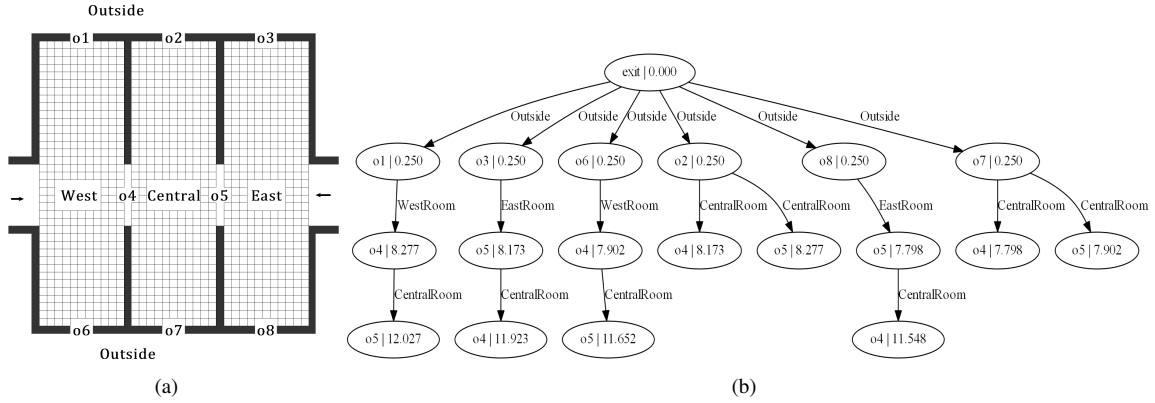 Outside
o1 o2 o3
West o4 Central o5 East
o6 o7 o8
Outside
(a)
exit | 0.000
Outside Outside Outside Outside Outside Outside
o1 | 0.250 o3 | 0.250 o6 | 0.250 o2 | 0.250 o8 | 0.250 o7 | 0.250
WestRoom EastRoom WestRoom CentralRoom CentralRoom EastRoom CentralRoom CentralRoom
o4 | 8.277 o5 | 8.173 o4 | 7.902 o4 | 8.173 o5 | 8.277 o5 | 7.798 o4 | 7.798 o5 | 7.902
CentralRoom CentralRoom CentralRoom CentralRoom
o5 | 12.027 o4 | 11.923 o5 | 11.652 o4 | 11.548
(b)